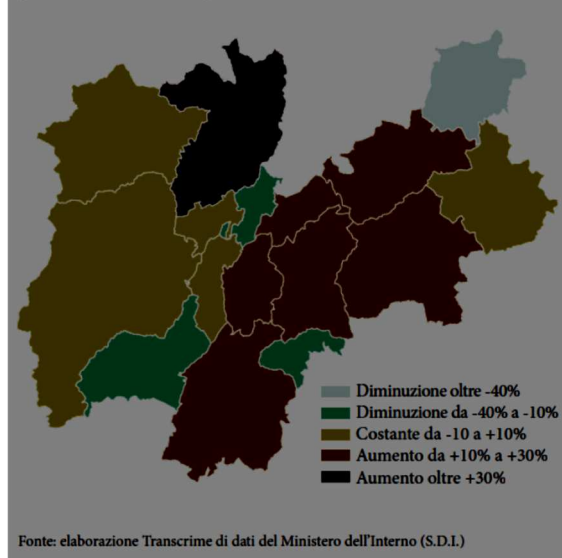 Diminuzione oltre -40%
Diminuzione da -40% a -10%
Costante da -10 a +10%
Aumento da +10% a +30%
Aumento oltre +30%
Fonte: elaborazione Transcrime di dati del Ministero dell'Interno (S.D.I.)